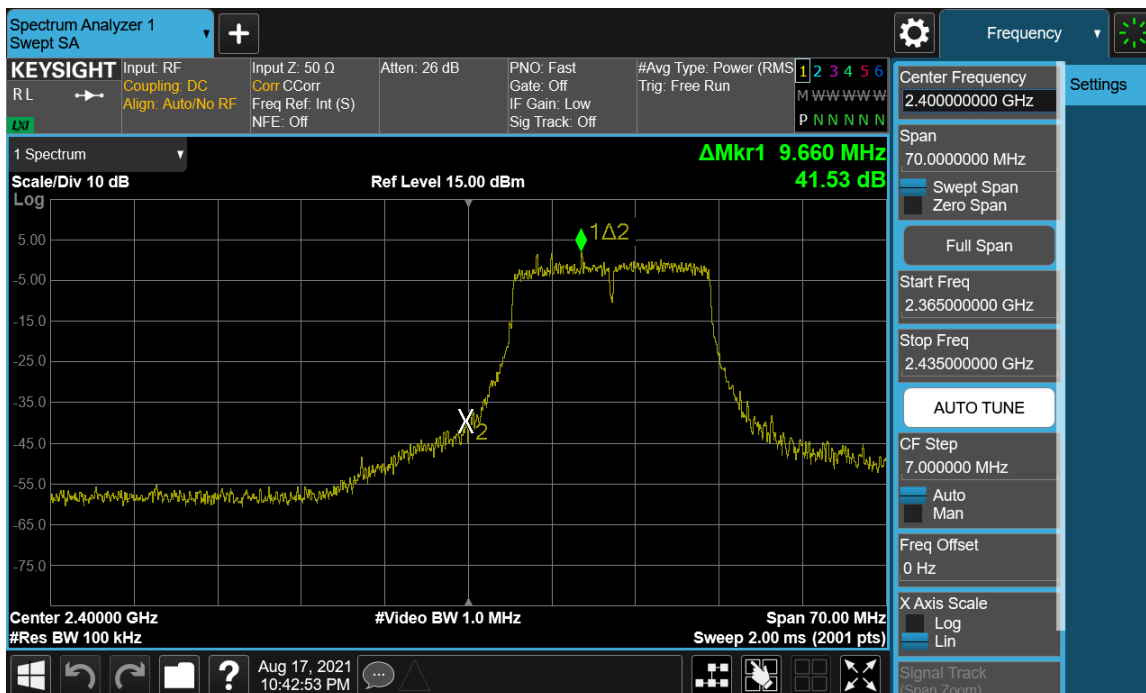 Spectrum Analyzer 1
Swept SA
+
Frequency
KEYSIGHT
R L
LXI
Input: RF
Coupling: DC
Align: Auto/No RF
Input Z: 50 Ω
Corr CCorr
Freq Ref: Int (S)
NFE: Off
Atten: 26 dB
PNO: Fast
Gate: Off
IF Gain: Low
Sig Track: Off
#Avg Type: Power (RMS
Trig: Free Run
1 2 3 4 5 6
M W W W W W
P N N N N N
1 Spectrum
Scale/Div 10 dB
Log
Ref Level 15.00 dBm
ΔMkr1 9.660 MHz
41.53 dB
1Δ2
X2
5.00
-5.00
-15.0
-25.0
-35.0
-45.0
-55.0
-65.0
-75.0
Center 2.40000 GHz
#Res BW 100 kHz
#Video BW 1.0 MHz
Span 70.00 MHz
Sweep 2.00 ms (2001 pts)
?
Aug 17, 2021
10:42:53 PM
Center Frequency
2.400000000 GHz
Span
70.0000000 MHz
Swept Span
Zero Span
Full Span
Start Freq
2.365000000 GHz
Stop Freq
2.435000000 GHz
AUTO TUNE
CF Step
7.000000 MHz
Auto
Man
Freq Offset
0 Hz
X Axis Scale
Log
Lin
Signal Track
(Span Zoom)
Settings